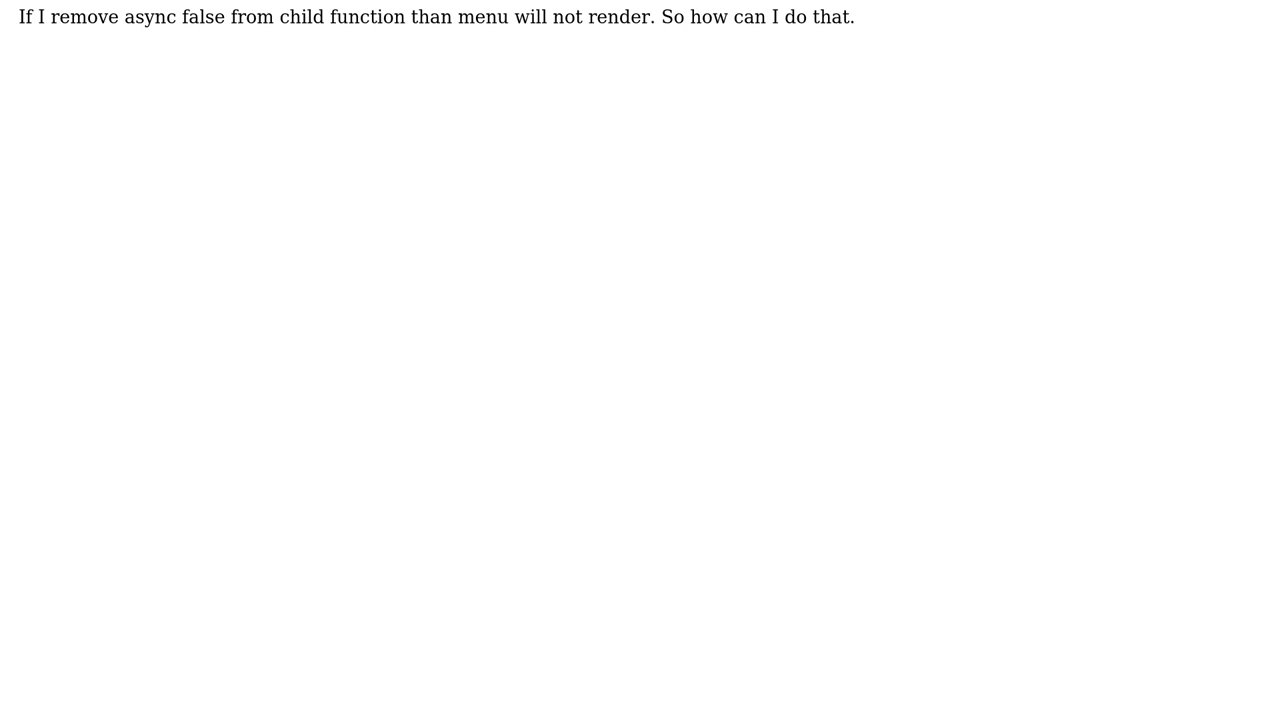 If I remove async false from child function than menu will not render. So how can I do that.